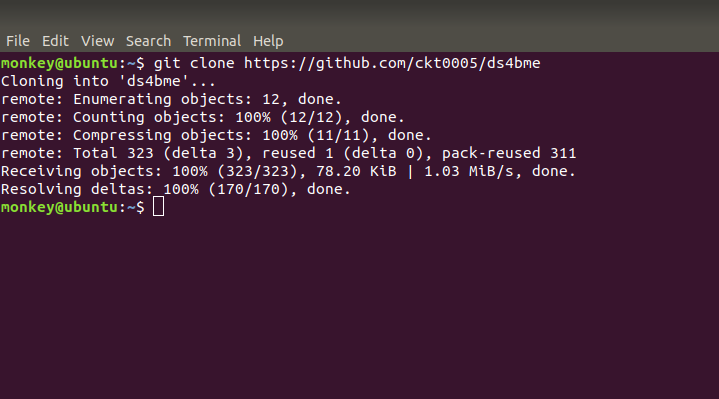 File Edit View Search Terminal Help
monkey@ubuntu:~$ git clone https://github.com/ckt0005/ds4bme
Cloning into 'ds4bme'...
remote: Enumerating objects: 12, done.
remote: Counting objects: 100% (12/12), done.
remote: Compressing objects: 100% (11/11), done.
remote: Total 323 (delta 3), reused 1 (delta 0), pack-reused 311
Receiving objects: 100% (323/323), 78.20 KiB | 1.03 MiB/s, done.
Resolving deltas: 100% (170/170), done.
monkey@ubuntu:~$